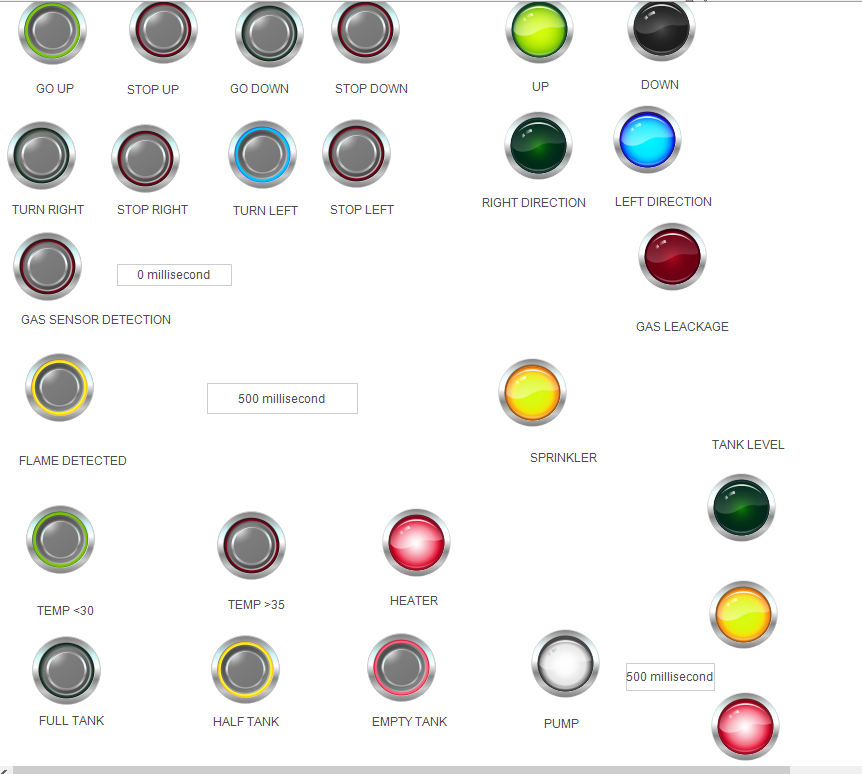 GO UP
STOP UP
GO DOWN
STOP DOWN
UP
DOWN
TURN RIGHT
STOP RIGHT
TURN LEFT
STOP LEFT
RIGHT DIRECTION
LEFT DIRECTION
0 millisecond
GAS SENSOR DETECTION
GAS LEACKAGE
500 millisecond
FLAME DETECTED
SPRINKLER
TANK LEVEL
TEMP <30
TEMP >35
HEATER
FULL TANK
HALF TANK
EMPTY TANK
PUMP
500 millisecond